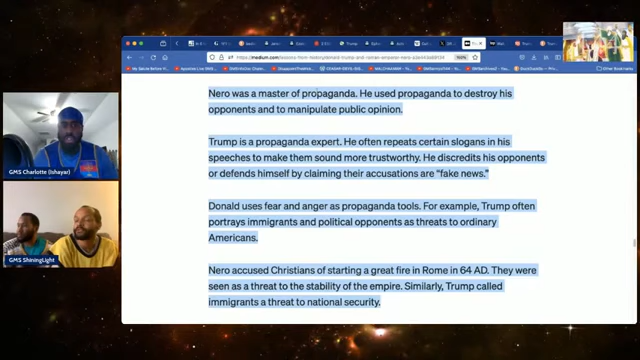 https://medium.com/
Nero was a master of propaganda. He used propaganda to destroy his
opponents and to manipulate public opinion.
Trump is a propaganda expert. He often repeats certain slogans in his
speeches to make them sound more trustworthy. He discredits his opponents
or defends himself by claiming their accusations are “fake news.”
Donald uses fear and anger as propaganda tools. For example, Trump often
portrays immigrants and political opponents as threats to ordinary
Americans.
Nero accused Christians of starting a great fire in Rome in 64 AD. They were
seen as a threat to the stability of the empire. Similarly, Trump called
immigrants a threat to national security.
GMS Charlotte (Ishayar)
GMS ShiningLight